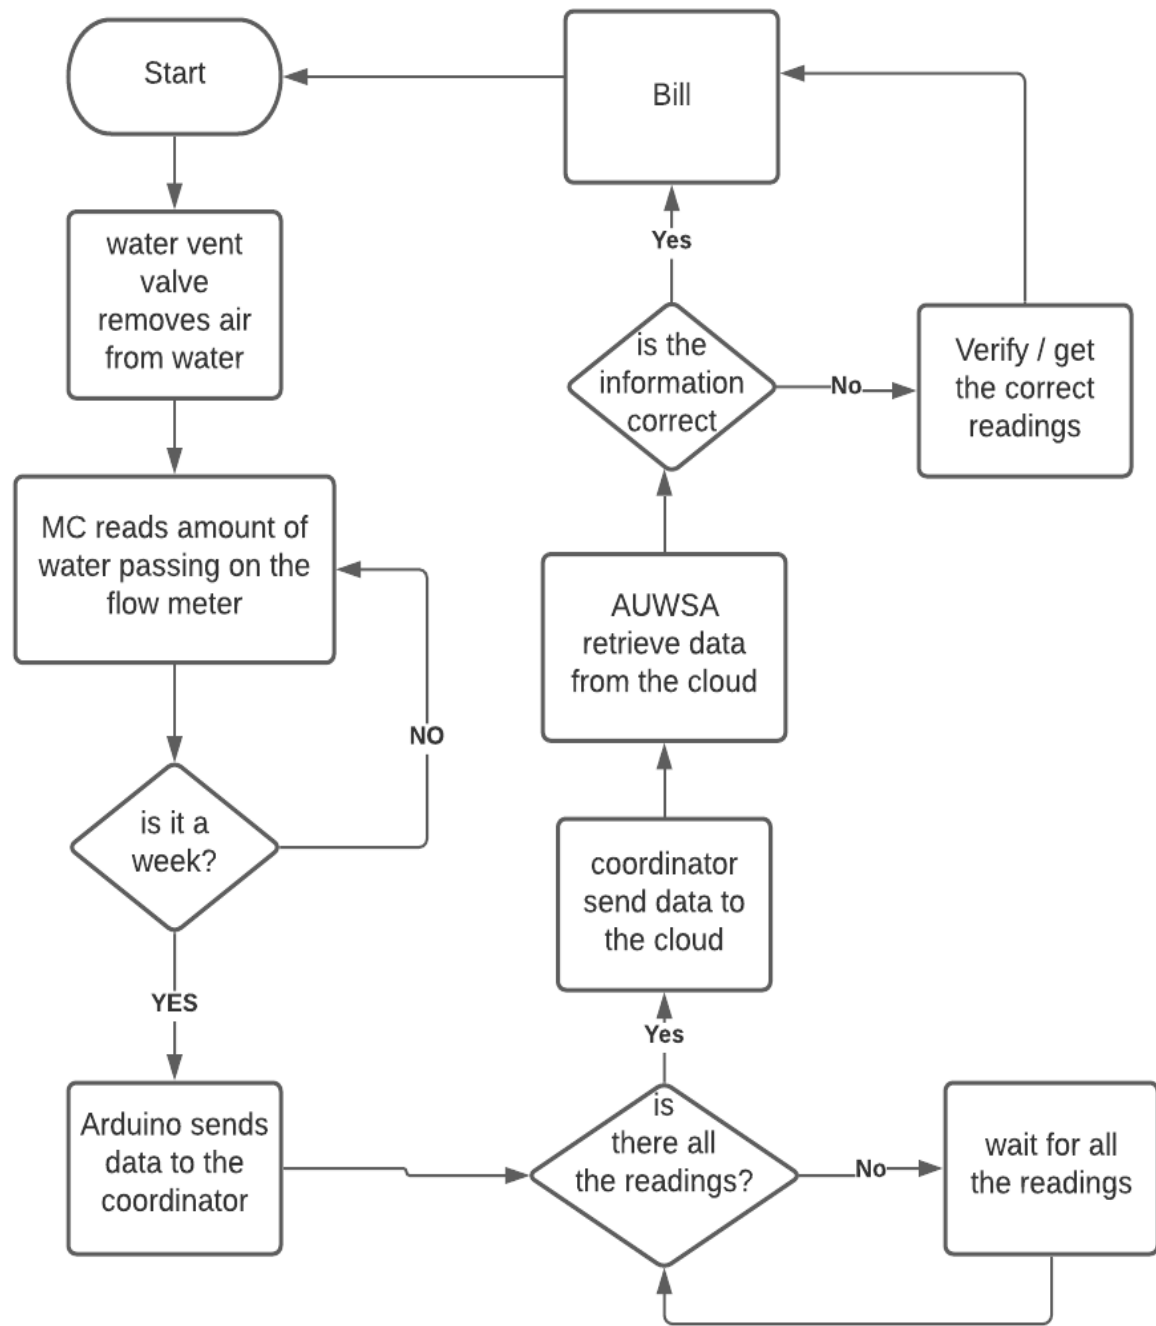 Start
water vent
valve
removes air
from water
MC reads amount of
water passing on the
flow meter
NO
is it a
week?
YES
Arduino sends
data to the
coordinator
is
there all
the readings?
No
wait for all
the readings
Yes
coordinator
send data to
the cloud
AUWSA
retrieve data
from the cloud
is the
information
correct
No
Verify / get
the correct
readings
Yes
Bill